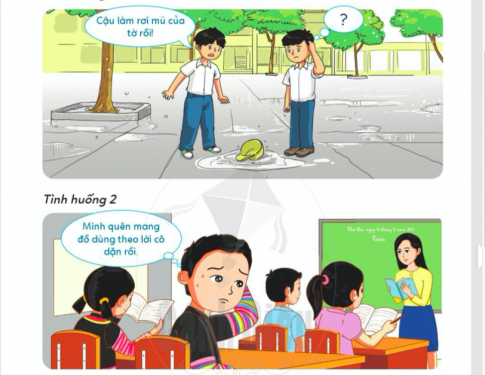 Cậu làm rơi mũ của
tờ rồi!
?
Tình huống 2
Mình quên mang
đồ dùng theo lời cô
dặn rồi.